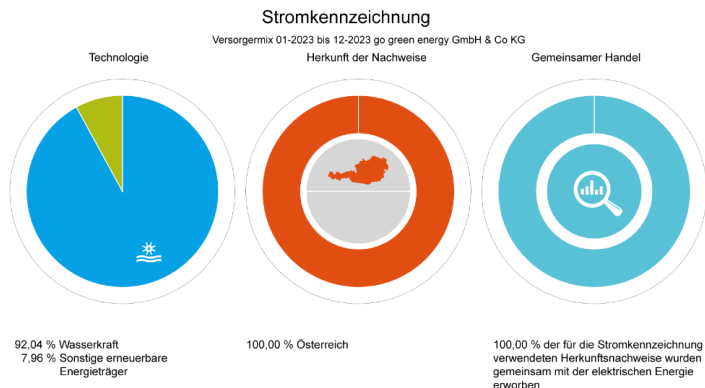 Stromkennzeichnung
Versorgermix 01-2023 bis 12-2023 go green energy GmbH & Co KG
Technologie
Herkunft der Nachweise
Gemeinsamer Handel
92,04 % Wasserkraft
7,96 % Sonstige erneuerbare
Energieträger
100,00 % Österreich
100,00 % der für die Stromkennzeichnung
verwendeten Herkunftsnachweise wurden
gemeinsam mit der elektrischen Energie
erworben